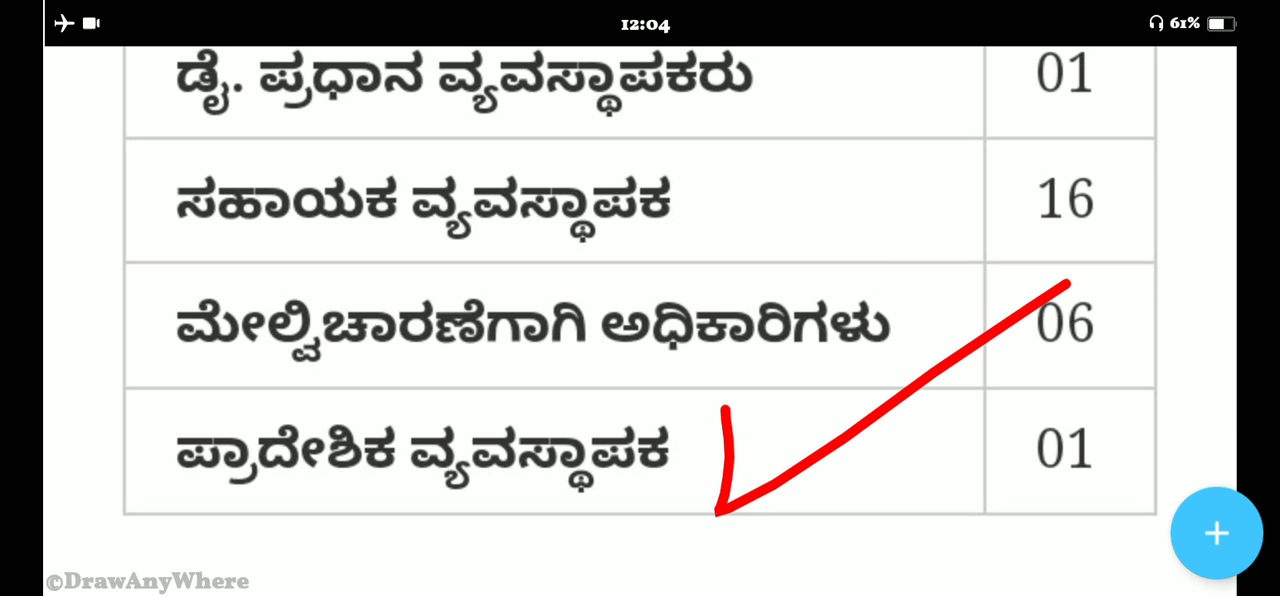 12:04 61%
ಡೈ. ಪ್ರಧಾನ ವ್ಯವಸ್ಥಾಪಕರು 01
ಸಹಾಯಕ ವ್ಯವಸ್ಥಾಪಕ 16
ಮೇಲ್ವಿಚಾರಣೆಗಾಗಿ ಅಧಿಕಾರಿಗಳು 06
ಪ್ರಾದೇಶಿಕ ವ್ಯವಸ್ಥಾಪಕ 01
+
©DrawAnyWhere